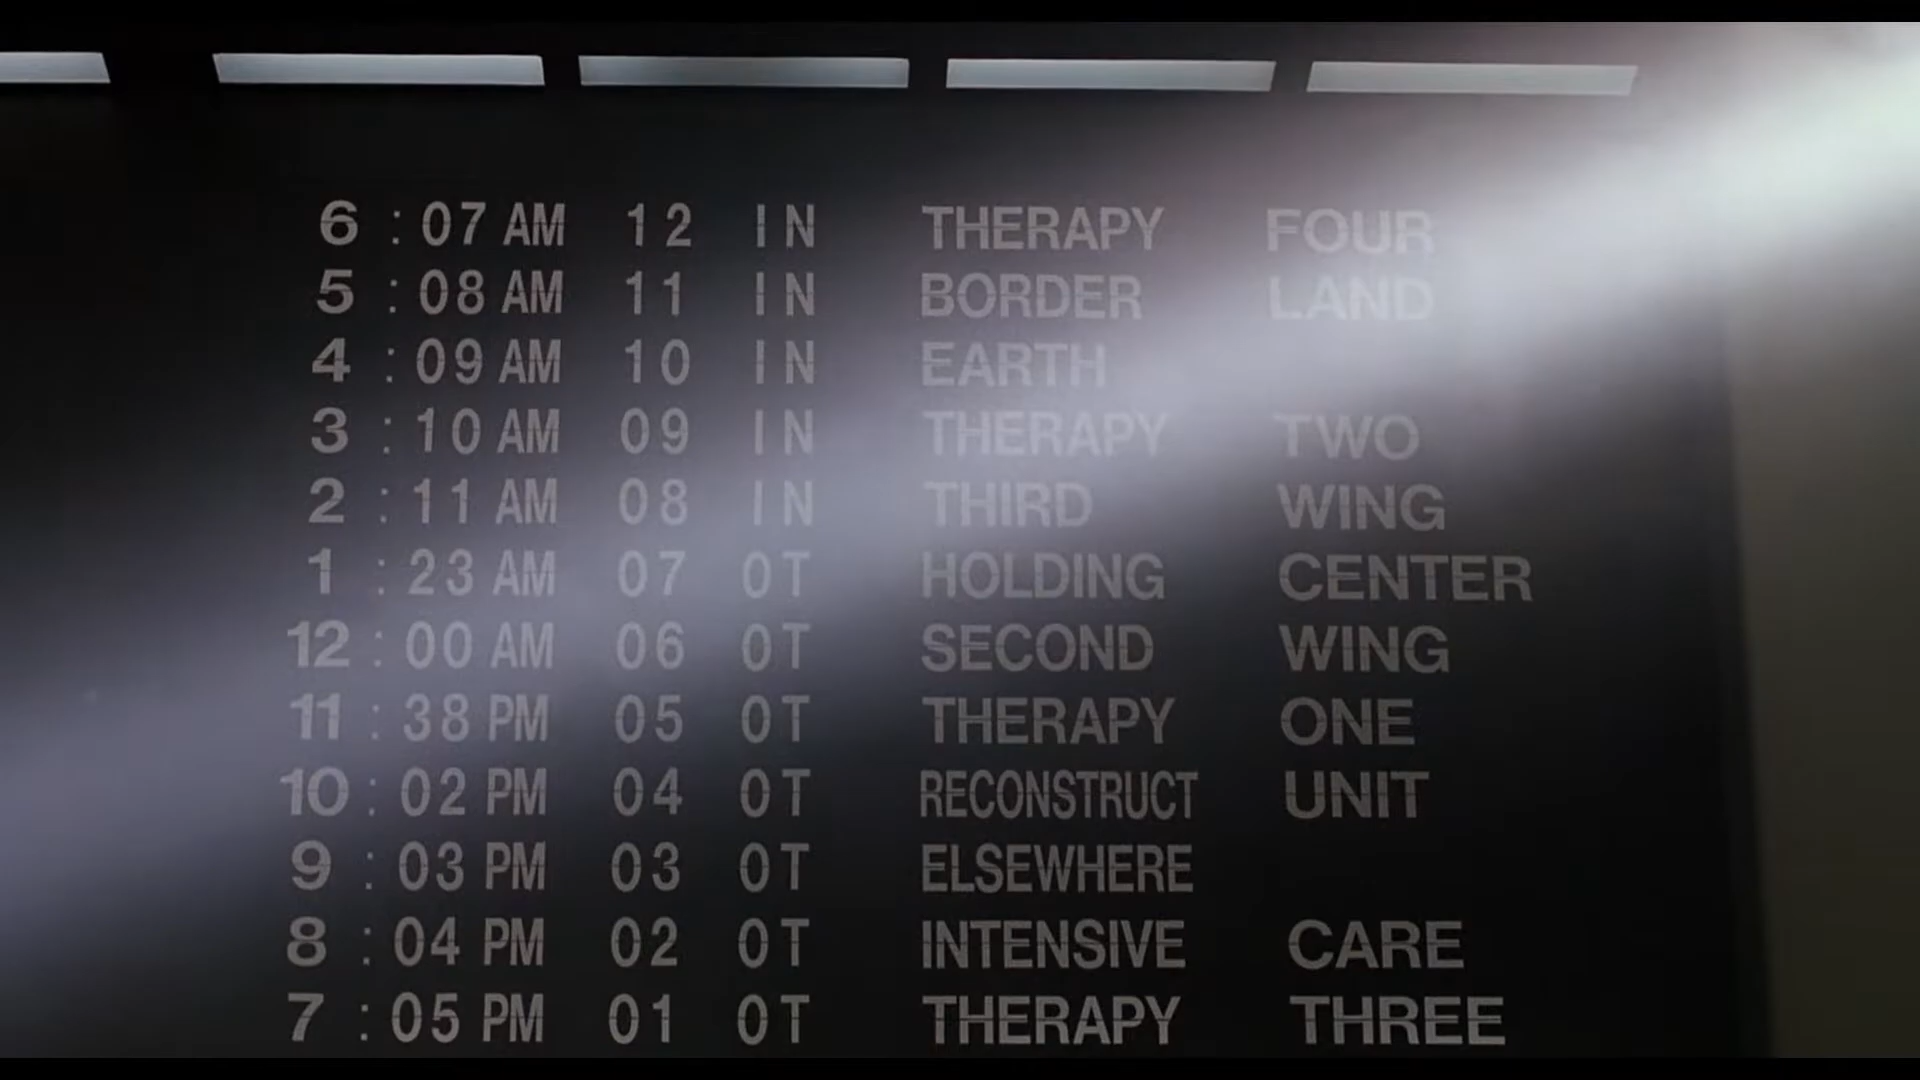 6 : 07 AM 12 IN THERAPY FOUR
5 : 08 AM 11 IN BORDER LAND
4 : 09 AM 10 IN EARTH
3 : 10 AM 09 IN THERAPY TWO
2 : 11 AM 08 IN THIRD WING
1 : 23 AM 07 OT HOLDING CENTER
12 : 00 AM 06 OT SECOND WING
11 : 38 PM 05 OT THERAPY ONE
10 : 02 PM 04 OT RECONSTRUCT UNIT
9 : 03 PM 03 OT ELSEWHERE
8 : 04 PM 02 OT INTENSIVE CARE
7 : 05 PM 01 OT THERAPY THREE